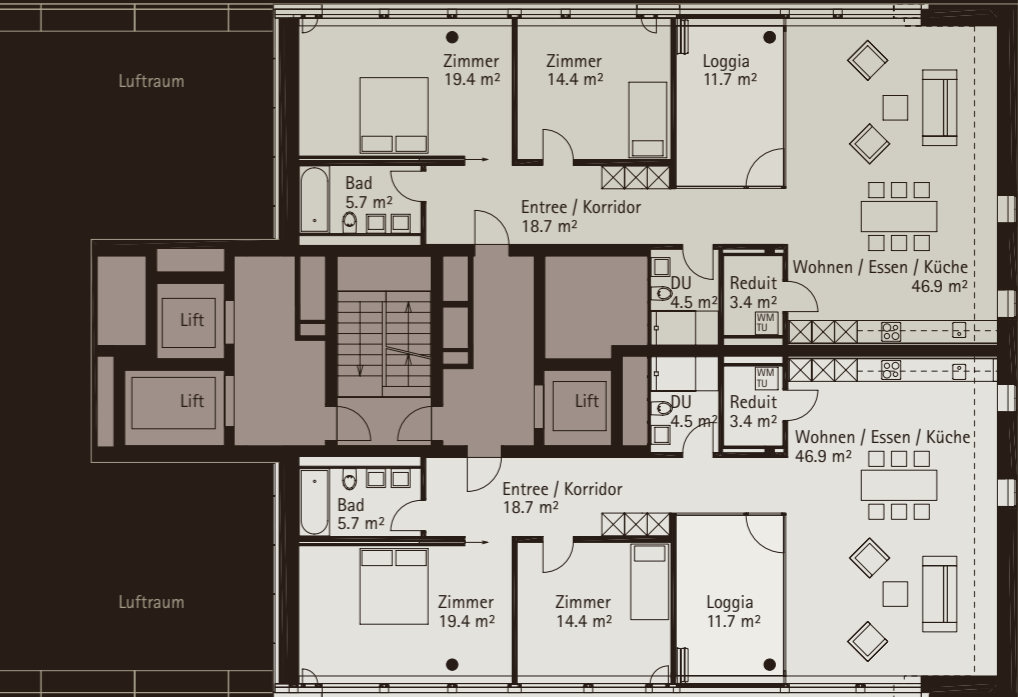 Luftraum
Zimmer
19.4 m²
Zimmer
14.4 m²
Loggia
11.7 m²
Bad
5.7 m²
Entree / Korridor
18.7 m²
Wohnen / Essen / Küche
46.9 m²
DU
4.5 m²
Reduit
3.4 m²
WM
TU
Lift
Lift
Lift
WM
TU
DU
4.5 m²
Reduit
3.4 m²
Wohnen / Essen / Küche
46.9 m²
Entree / Korridor
18.7 m²
Bad
5.7 m²
Luftraum
Zimmer
19.4 m²
Zimmer
14.4 m²
Loggia
11.7 m²